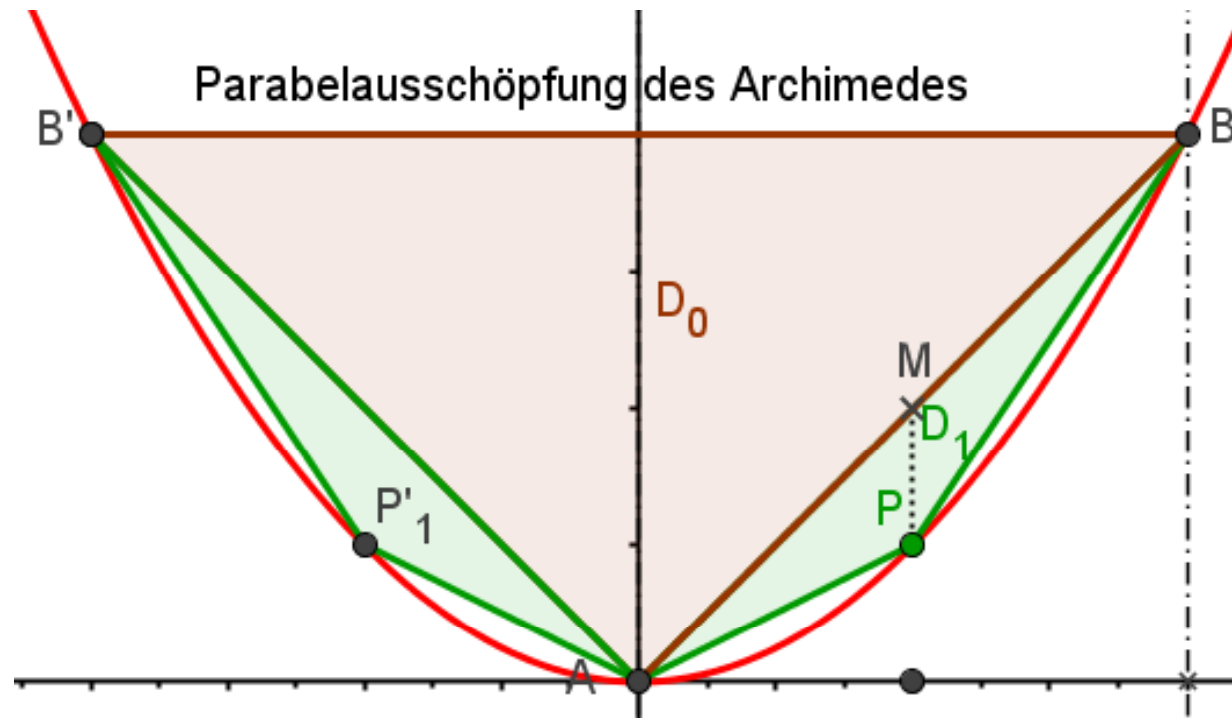 Parabelausschöpfung des Archimedes
B'
B
D₀
M
D₁
P'₁
P
A